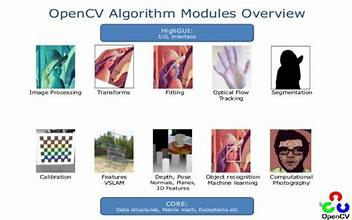 OpenCV Algorithm Modules Overview
HighGUI:
I/O, Interface
Image Processing
Transforms
Fitting
Optical Flow
Tracking
Segmentation
Calibration
Features
VSLAM
Depth, Pose
Normals, Planes,
3D Features
Object recognition
Machine learning
Computational
Photography
CORE:
Data structures, Matrix math, Exceptions etc
OpenCV